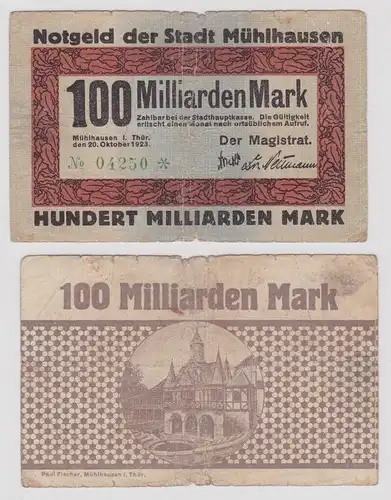 Notgeld der Stadt Mühlhausen
100 Milliarden Mark
Zahlbar bei der Stadthauptkasse. Die Gültigkeit
erlischt einen Monat nach ortsüblichem Aufruf.
Mühlhausen i. Thür.
den 20. Oktober 1923.
Der Magistrat.
No 04250 *
Neumann
HUNDERT MILLIARDEN MARK
100 Milliarden Mark
Paul Fischer, Mühlhausen i. Thür.